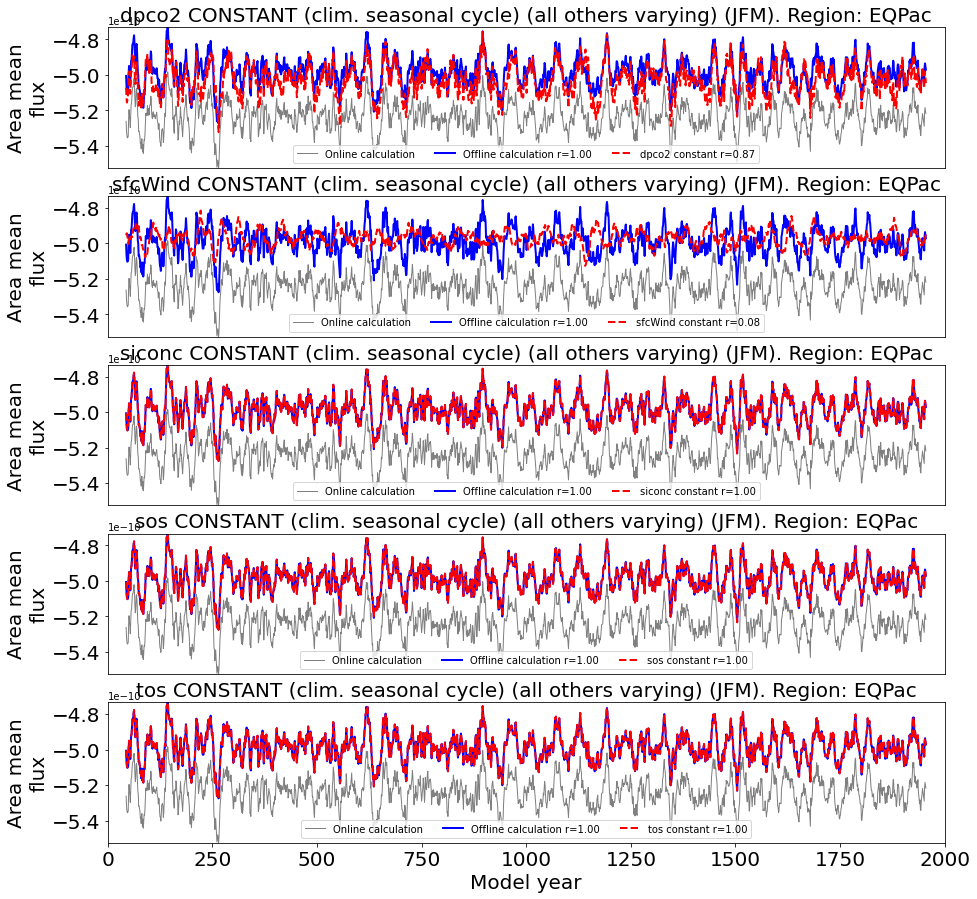 1e−10
dpco2 CONSTANT (clim. seasonal cycle) (all others varying) (JFM). Region: EQPac
Area mean
flux
−4.8
−5.0
−5.2
−5.4
Online calculation
Offline calculation r=1.00
dpco2 constant r=0.87
1e−10
sfcWind CONSTANT (clim. seasonal cycle) (all others varying) (JFM). Region: EQPac
Area mean
flux
−4.8
−5.0
−5.2
−5.4
Online calculation
Offline calculation r=1.00
sfcWind constant r=0.08
1e−10
siconc CONSTANT (clim. seasonal cycle) (all others varying) (JFM). Region: EQPac
Area mean
flux
−4.8
−5.0
−5.2
−5.4
Online calculation
Offline calculation r=1.00
siconc constant r=1.00
1e−10
sos CONSTANT (clim. seasonal cycle) (all others varying) (JFM). Region: EQPac
Area mean
flux
−4.8
−5.0
−5.2
−5.4
Online calculation
Offline calculation r=1.00
sos constant r=1.00
1e−10
tos CONSTANT (clim. seasonal cycle) (all others varying) (JFM). Region: EQPac
Area mean
flux
−4.8
−5.0
−5.2
−5.4
Online calculation
Offline calculation r=1.00
tos constant r=1.00
0
250
500
750
1000
1250
1500
1750
2000
Model year